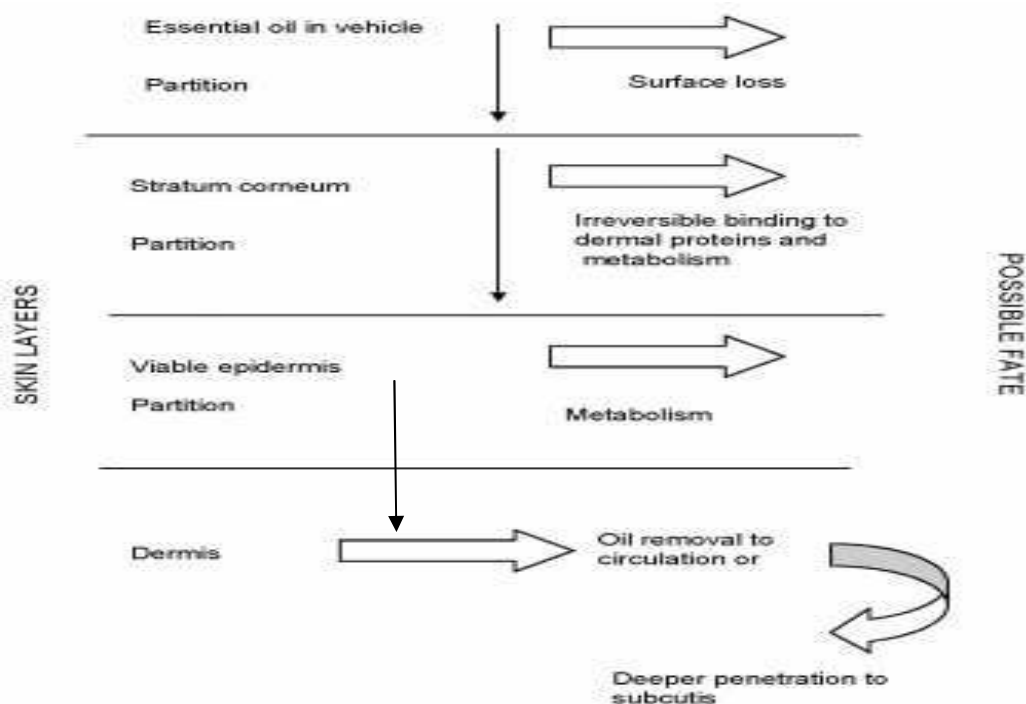 Essential oil in vehicle
Partition
Surface loss
Stratum corneum
Partition
Irreversible binding to
dermal proteins and
metabolism
SKIN LAYERS
POSSIBLE FATE
Viable epidermis
Partition
Metabolism
Dermis
Oil removal to
circulation or
Deeper penetration to
subcutis